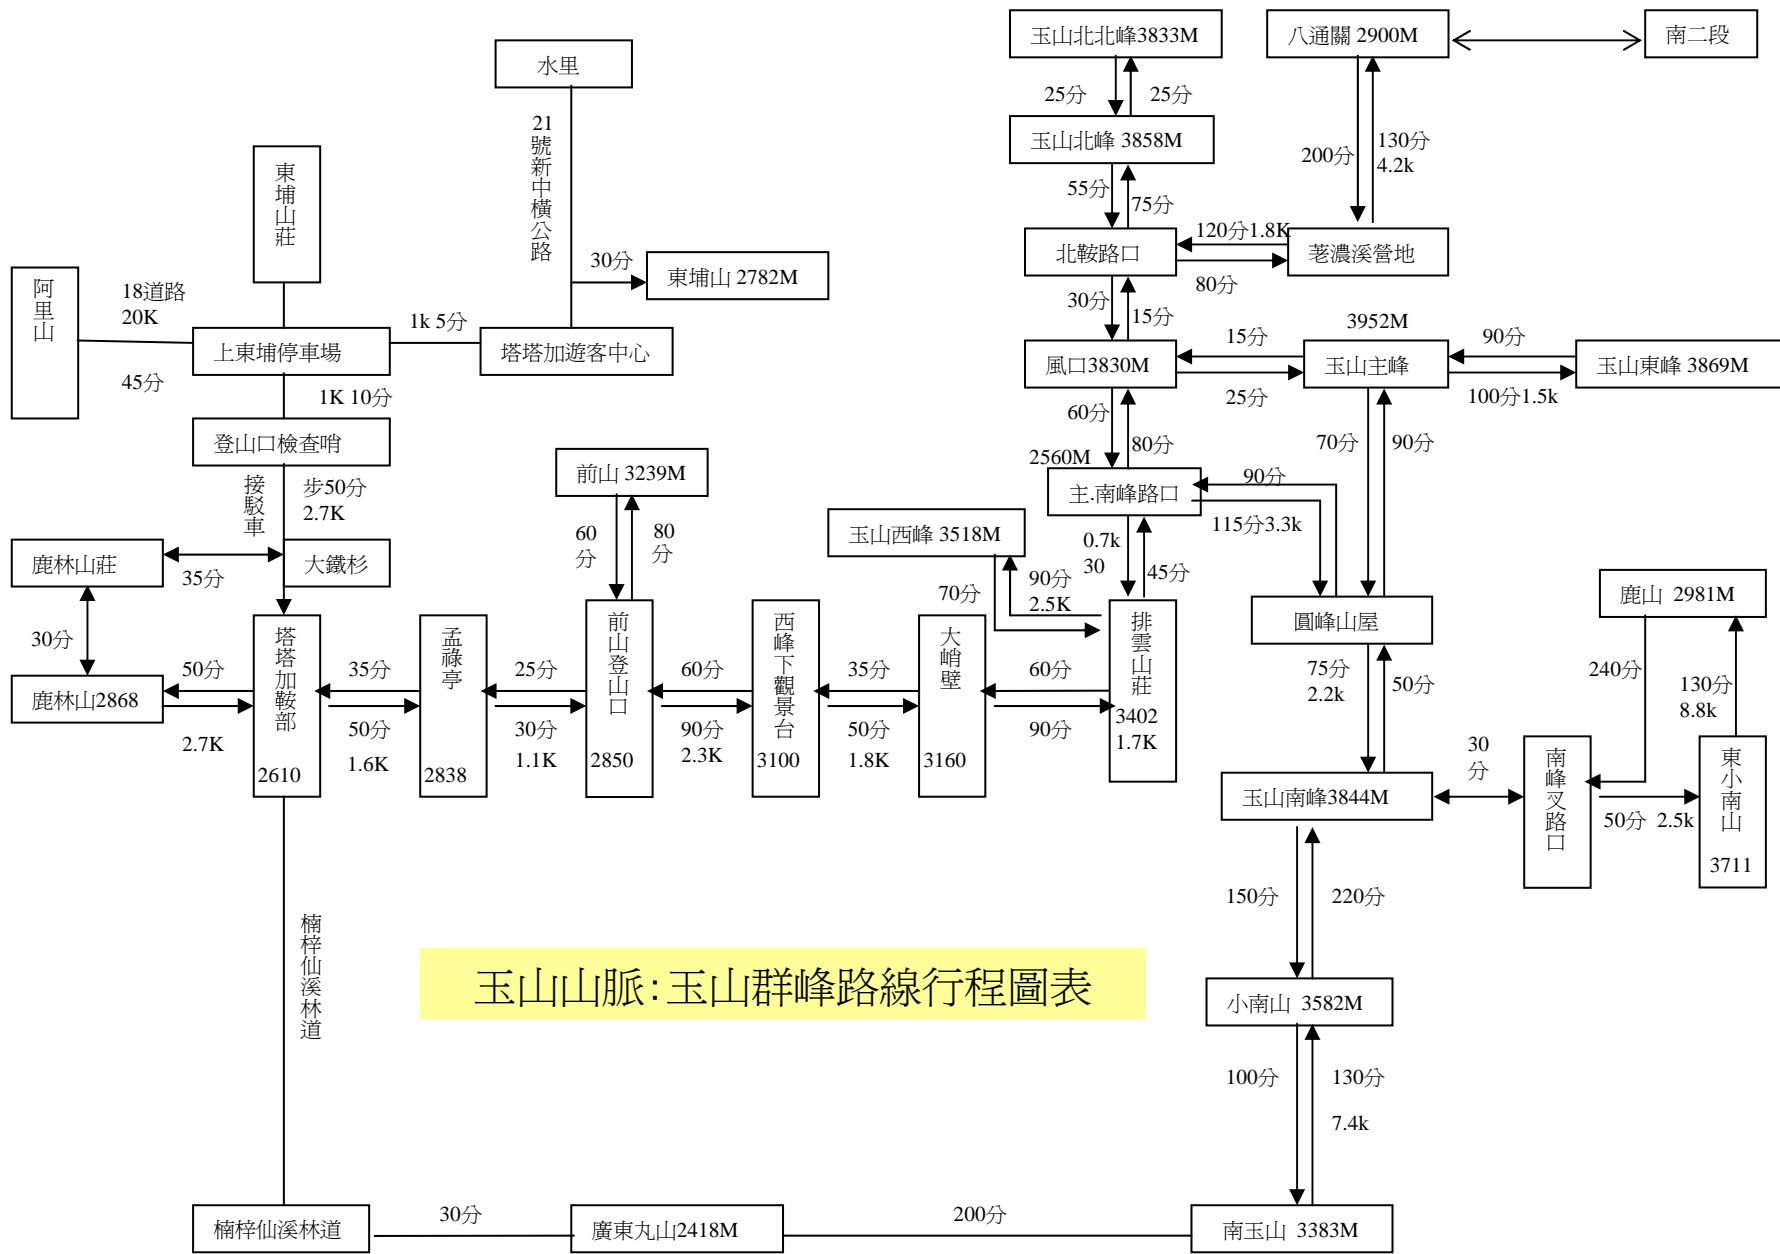 玉山北北峰3833M
八通關 2900M
南二段
水里
25分
25分
21號新中橫公路
玉山北峰 3858M
130分
4.2k
200分
東埔山莊
55分
75分
120分1.8K
北鞍路口
荖濃溪營地
30分
東埔山 2782M
80分
阿里山
18道路
20K
30分
15分
3952M
1k 5分
上東埔停車場
塔塔加遊客中心
15分
90分
風口3830M
玉山主峰
玉山東峰 3869M
45分
1K 10分
25分
100分1.5k
60分
登山口檢查哨
80分
70分
90分
前山 3239M
2560M
接駁車
步50分
2.7K
主.南峰路口
90分
115分3.3k
60分
80分
玉山西峰 3518M
0.7k
30
45分
鹿林山莊
35分
大鐵杉
70分
90分
2.5K
鹿山 2981M
圓峰山屋
30分
塔塔加鞍部
2610
孟祿亭
2838
前山登山口
2850
西峰下觀景台
3100
大峭壁
3160
排雲山莊
3402
1.7K
50分
35分
25分
60分
35分
60分
75分
2.2k
50分
240分
130分
8.8k
鹿林山2868
2.7K
50分
1.6K
30分
1.1K
90分
2.3K
50分
1.8K
90分
30分
南峰叉路口
東小南山
3711
玉山南峰3844M
50分 2.5k
150分
220分
楠梓仙溪林道
玉山山脈:玉山群峰路線行程圖表
小南山 3582M
100分
130分
7.4k
楠梓仙溪林道
30分
廣東丸山2418M
200分
南玉山 3383M